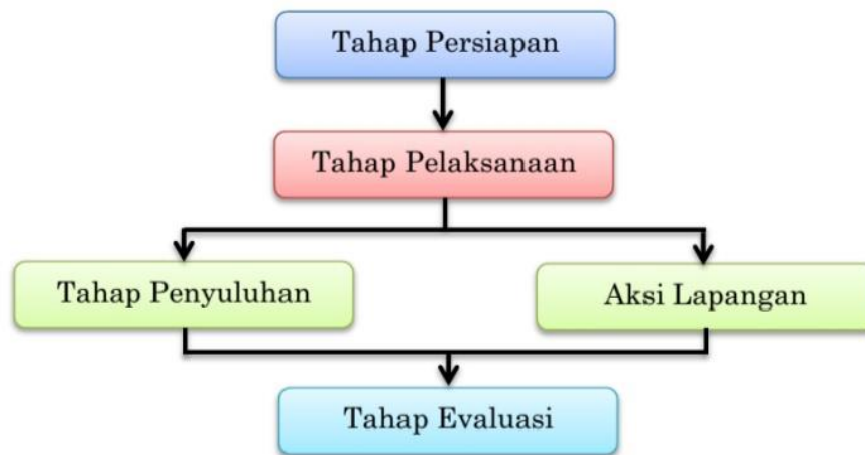 Tahap Persiapan
Tahap Pelaksanaan
Tahap Penyuluhan
Aksi Lapangan
Tahap Evaluasi